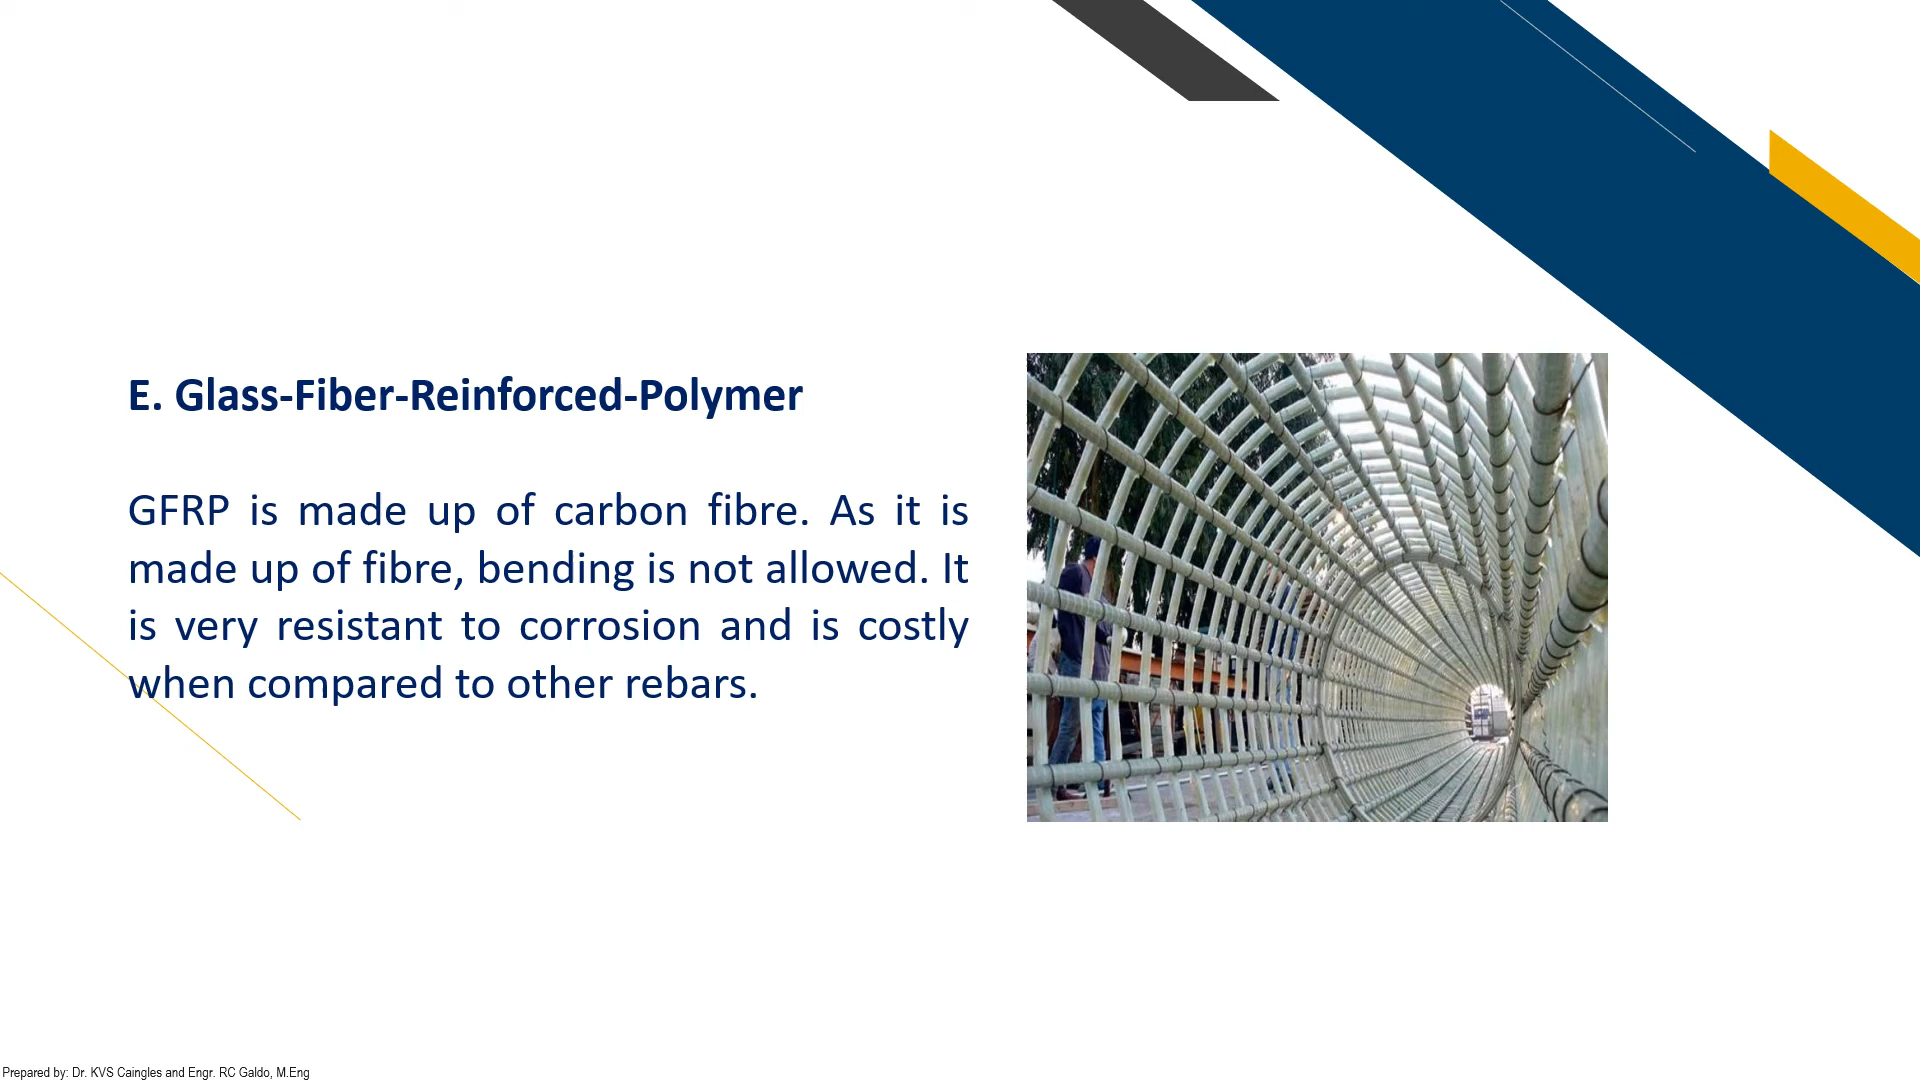 E. Glass-Fiber-Reinforced-Polymer
GFRP is made up of carbon fibre. As it is
made up of fibre, bending is not allowed. It
is very resistant to corrosion and is costly
when compared to other rebars.
Prepared by: Dr. KVS Caingles and Engr. RC Galdo, M.Eng